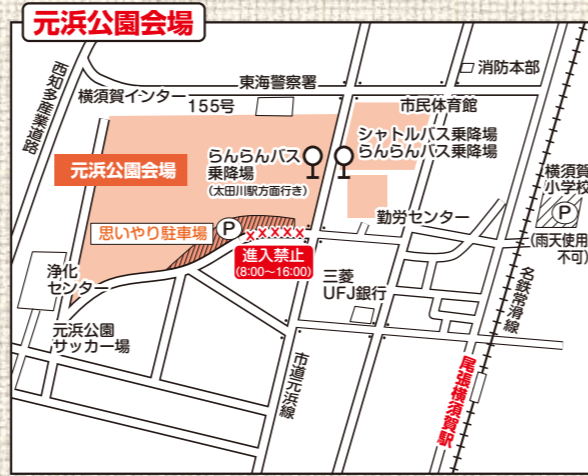 元浜公園会場
西知多産業道路
横須賀インター
155号
東海警察署
消防本部
市民体育館
シャトルバス乗降場
らんらんバス乗降場
らんらんバス
乗降場
(太田川駅方面行き)
元浜公園会場
横須賀
小学校
P
(雨天使用
不可)
思いやり駐車場
P
勤労センター
×××××
進入禁止
(8:00〜16:00)
浄化
センター
三菱
UFJ銀行
名鉄常滑線
元浜公園
サッカー場
市道元浜線
尾張横須賀駅